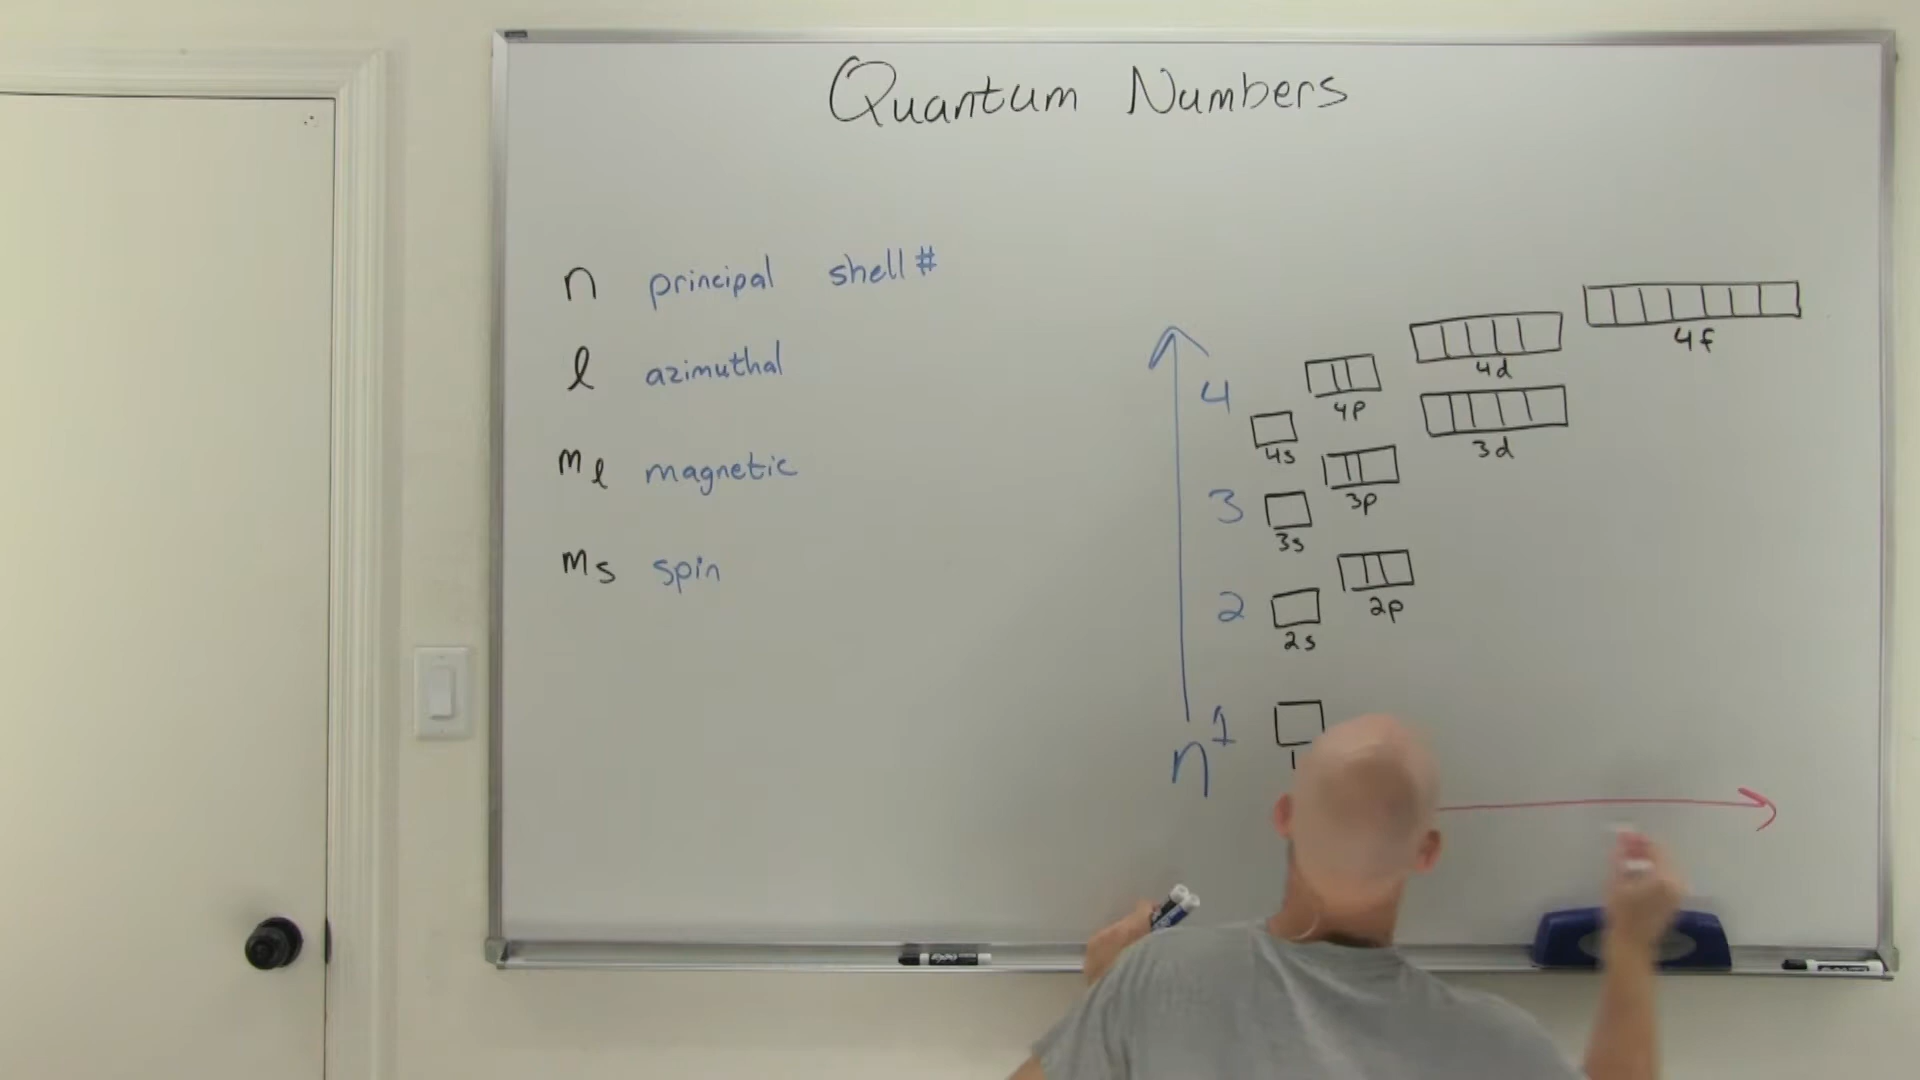 Quantum Numbers
n principal shell #
l azimuthal
ml magnetic
ms spin
4f
4d
4
4p
3d
4s
3
3p
3s
2
2p
2s
1
n